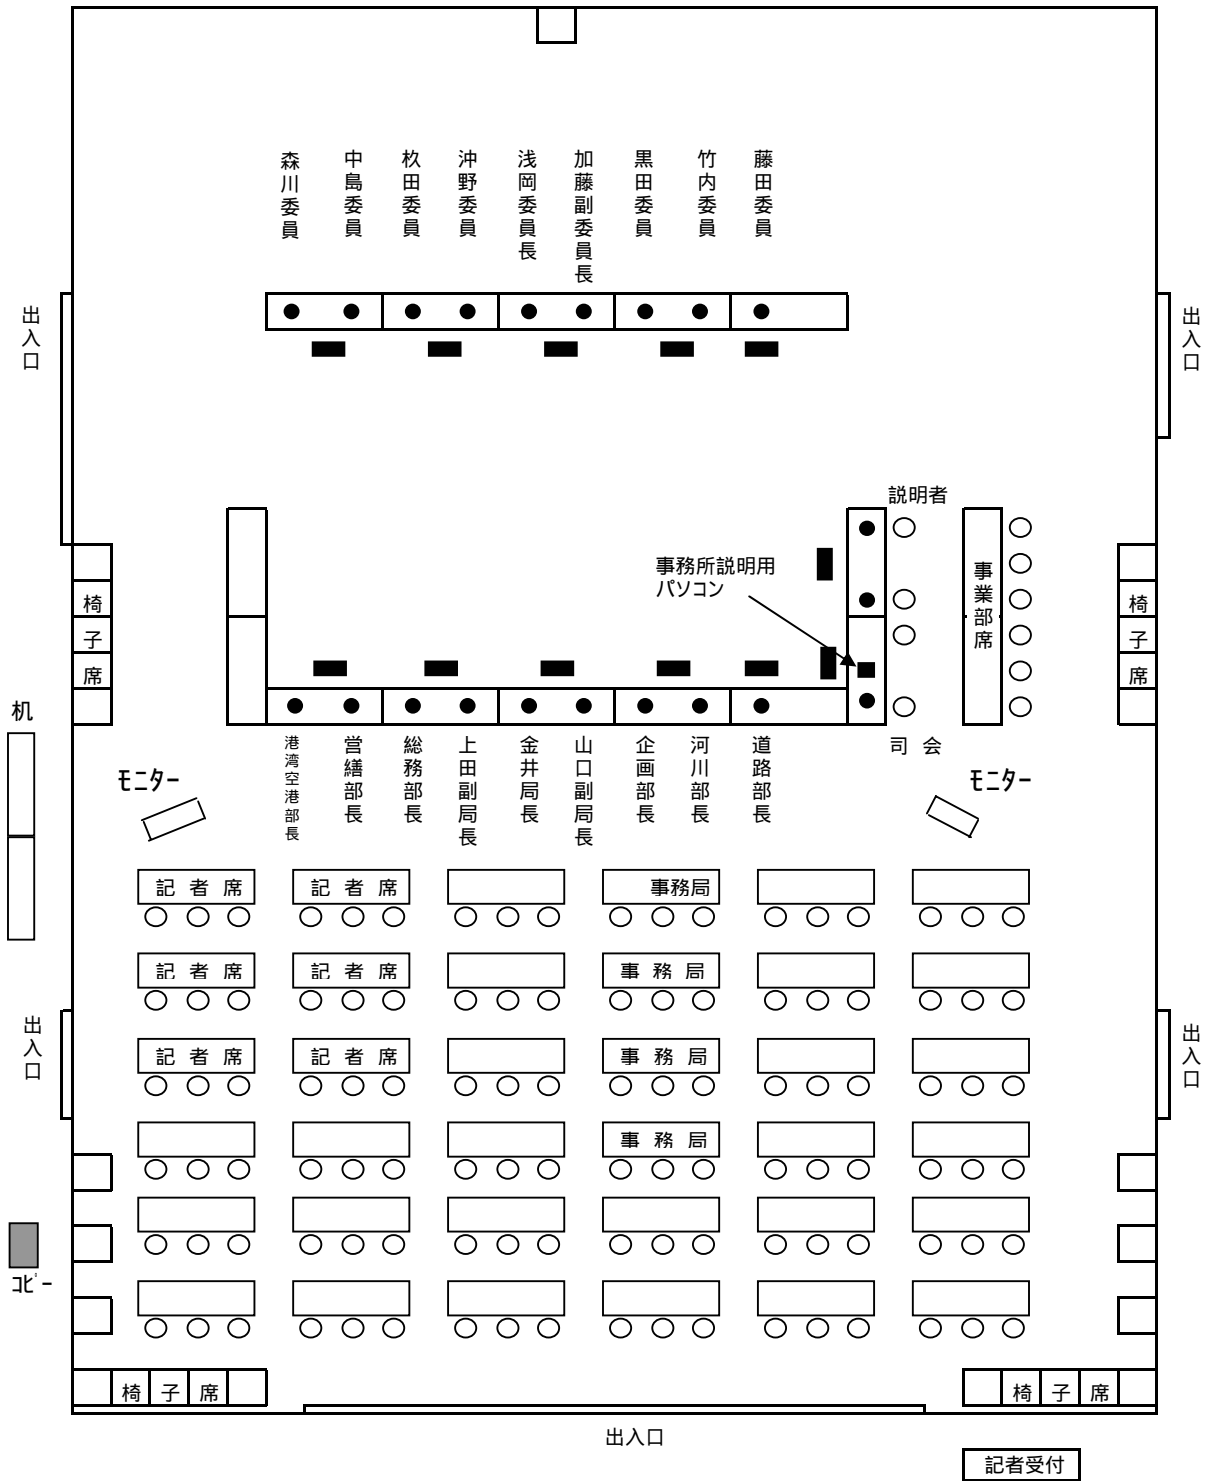 森川委員
中島委員
杦田委員
沖野委員
浅岡委員長
加藤副委員長
黒田委員
竹内委員
藤田委員
出入口
出入口
説明者
事務所説明用
パソコン
事業部席
椅子席
椅子席
机
港湾空港部長
営繕部長
総務部長
上田副局長
金井局長
山口副局長
企画部長
河川部長
道路部長
司 会
モニター
モニター
記 者 席
記 者 席
事務局
記 者 席
記 者 席
事 務 局
記 者 席
記 者 席
事 務 局
事 務 局
出入口
出入口
コピー
椅 子 席
椅 子 席
出入口
記者受付